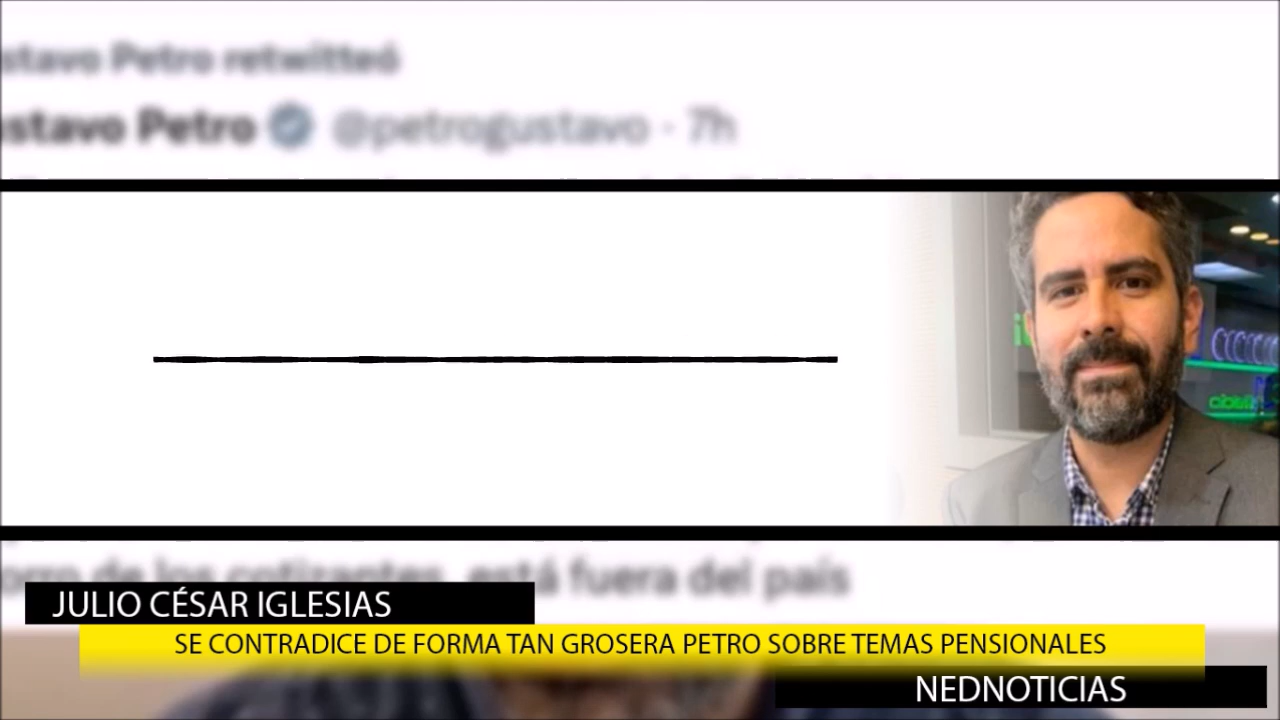 stavo Petro retwitteó
stavo Petro @petrogustavo · 7h
orro de los cotizantes, está fuera del país
JULIO CÉSAR IGLESIAS
SE CONTRADICE DE FORMA TAN GROSERA PETRO SOBRE TEMAS PENSIONALES
NEDNOTICIAS